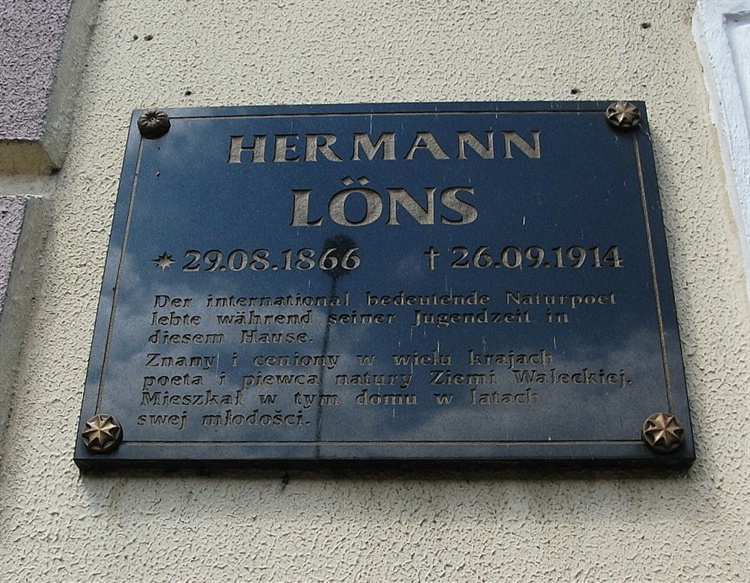 HERMANN
LÖNS
* 29.08.1866 † 26.09.1914
Der international bedeutende Naturpoet
lebte während seiner Jugendzeit in
diesem Hause.
Znany i ceniony w wielu krajach
poeta i piewca natury Ziemi Wałeckiej.
Mieszkał w tym domu w latach
swej młodości.